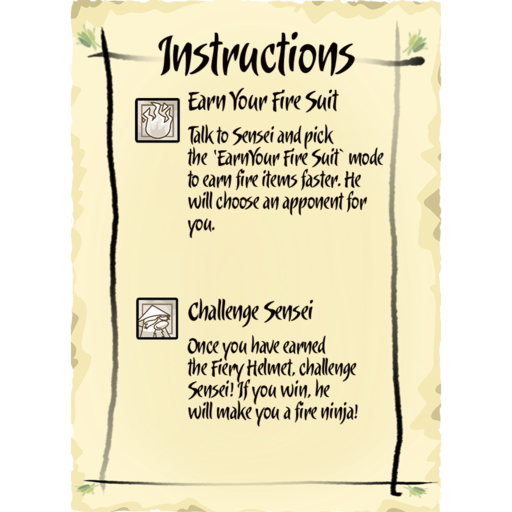 Instructions
Earn Your Fire Suit
Talk to Sensei and pick
the `EarnYour Fire Suit` mode
to earn fire items faster. He
will choose an apponent for
you.
Challenge Sensei
Once you have earned
the Fiery Helmet, challenge
Sensei! If you win, he
will make you a fire ninja!